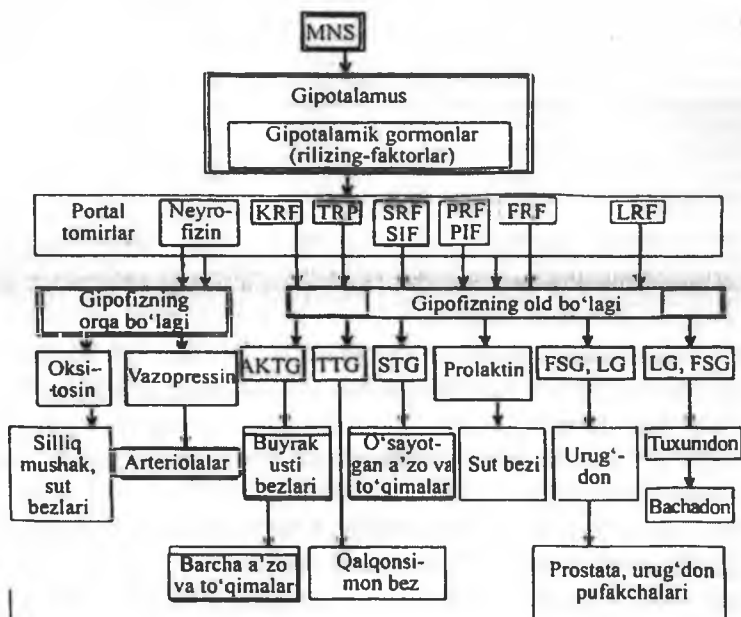 MNS
Gipotalamus
Gipotalamik gormonlar
(rilizing-faktorlar)
Portal
tomirlar
Neyro-
fizin
KRF
TRP
SRF
SIF
PRF
PIF
FRF
LRF
Gipofizning
orqa bo‘lagi
Gipofizning old bo‘lagi
Oksi-
tosin
Vazopressin
AKTG
TTG
STG
Prolaktin
FSG, LG
LG, FSG
Silliq
mushak,
sut
bezlari
Arteriolalar
Buyrak
usti
bezlari
O‘sayot-
gan a’zo va
to‘qimalar
Sut bezi
Urug‘-
don
Tuxumdon
Bachadon
Barcha a’zo
va to‘qimalar
Qalqonsi-
mon bez
Prostata, urug‘don
pufakchalari